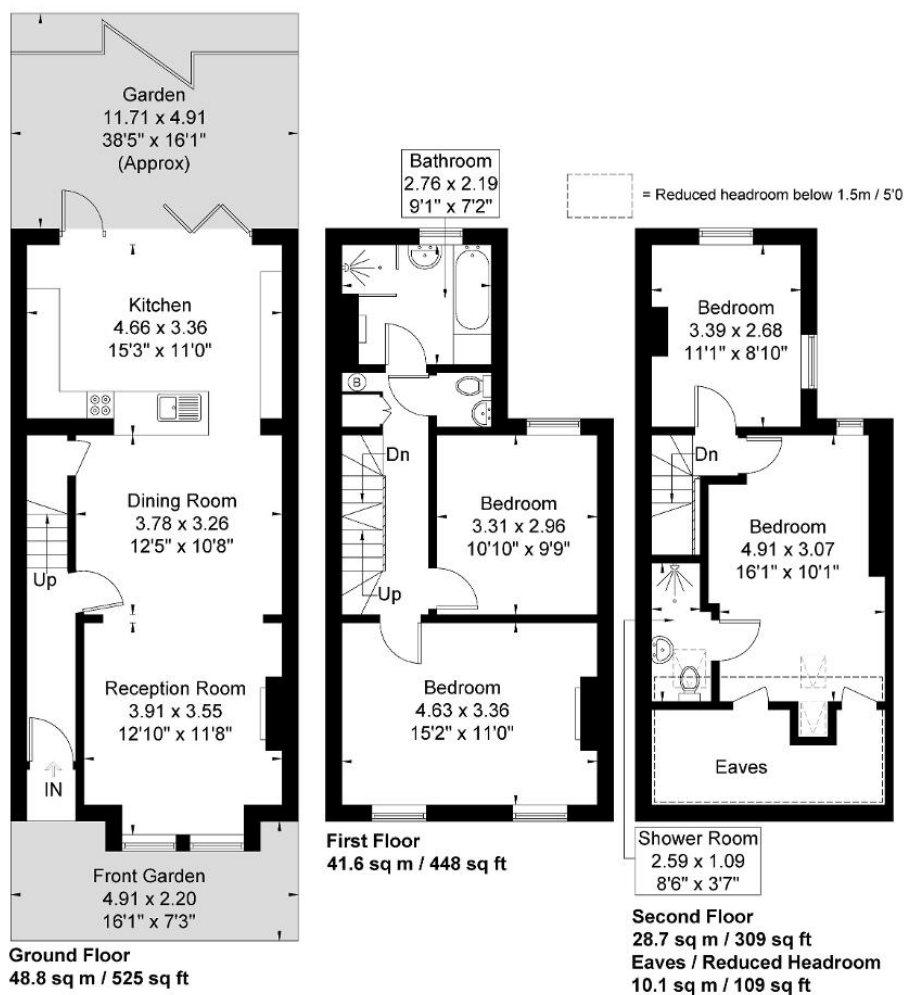 Garden
11.71 x 4.91
38'5" x 16'1"
(Approx)
Kitchen
4.66 x 3.36
15'3" x 11'0"
Dining Room
3.78 x 3.26
12'5" x 10'8"
Up
Reception Room
3.91 x 3.55
12'10" x 11'8"
IN
Front Garden
4.91 x 2.20
16'1" x 7'3"
Ground Floor
48.8 sq m / 525 sq ft
Bathroom
2.76 x 2.19
9'1" x 7'2"
B
Dn
Bedroom
3.31 x 2.96
10'10" x 9'9"
Up
Bedroom
4.63 x 3.36
15'2" x 11'0"
First Floor
41.6 sq m / 448 sq ft
= Reduced headroom below 1.5m / 5'0
Bedroom
3.39 x 2.68
11'1" x 8'10"
Dn
Bedroom
4.91 x 3.07
16'1" x 10'1"
Eaves
Shower Room
2.59 x 1.09
8'6" x 3'7"
Second Floor
28.7 sq m / 309 sq ft
Eaves / Reduced Headroom
10.1 sq m / 109 sq ft